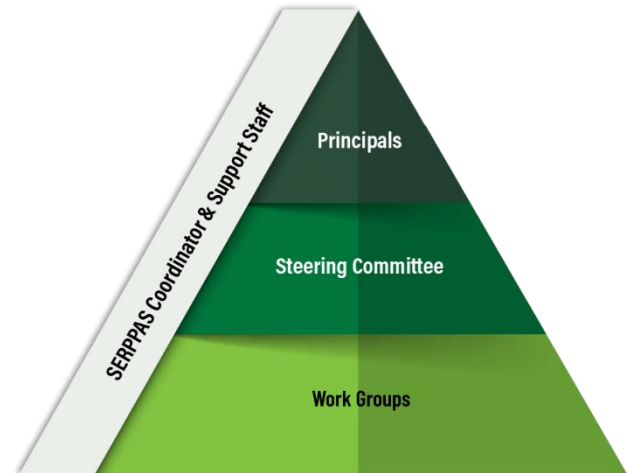 SERPPAS Coordinator & Support Staff
Principals
Steering Committee
Work Groups